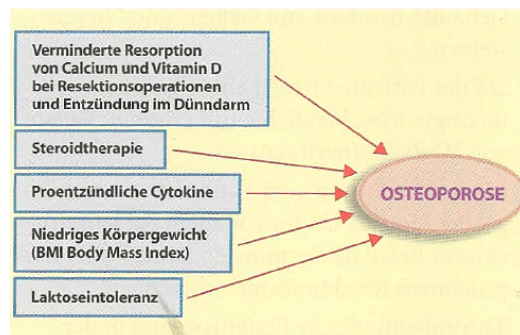 Verminderte Resorption
von Calcium und Vitamin D
bei Resektionsoperationen
und Entzündung im Dünndarm
Steroidtherapie
Proentzündliche Cytokine
OSTEOPOROSE
Niedriges Körpergewicht
(BMI Body Mass Index)
Laktoseintoleranz